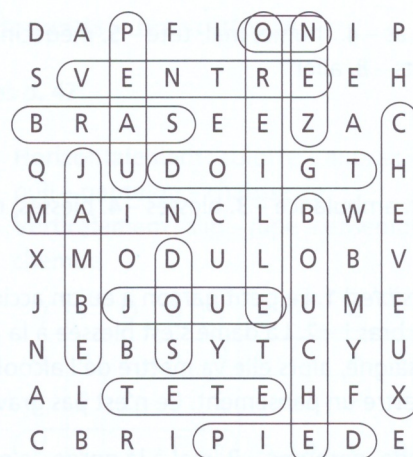 D A P F I O N I P
S V E N T R E E H
B R A S E E Z A C
Q J U D O I G T H
M A I N C L B W E
X M O D U L O B V
J B J O U E U M E
N E B S Y T C Y U
A L T E T E H F X
C B R I P I E D E